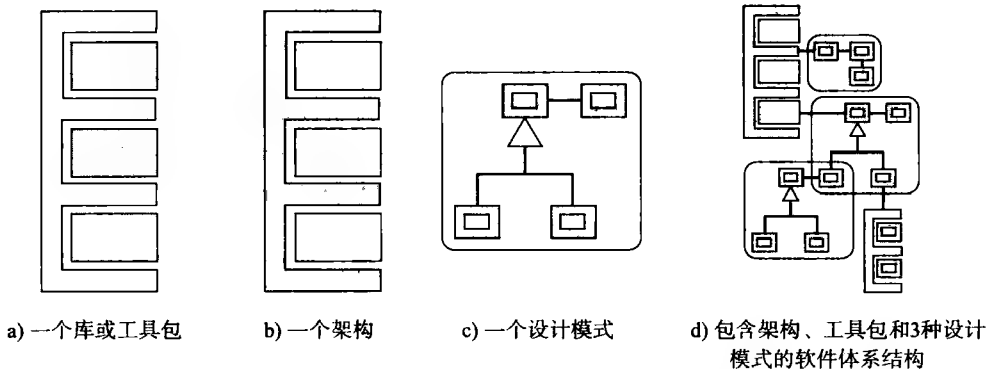 a) 一个库或工具包
b) 一个架构
c) 一个设计模式
d) 包含架构、工具包和3种设计
模式的软件体系结构